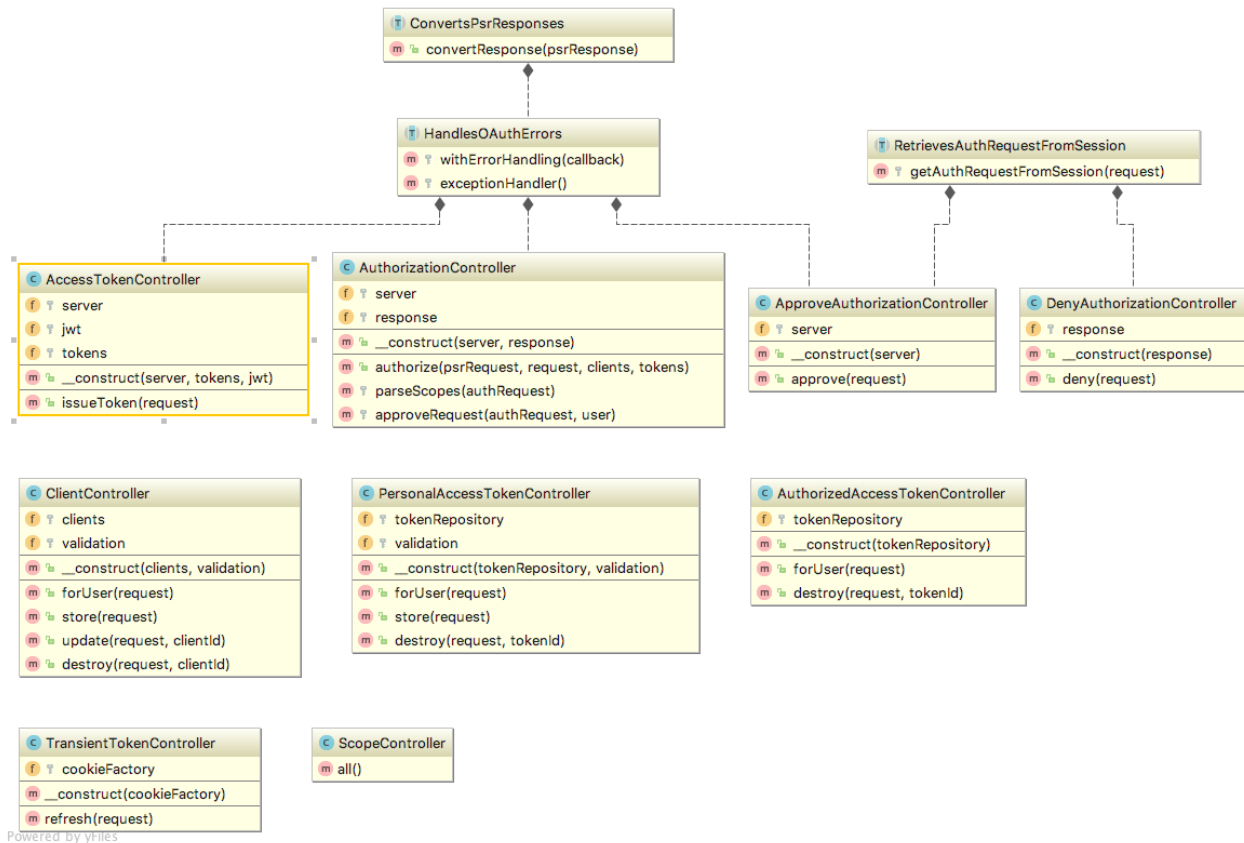 T ConvertsPsrResponses
m convertResponse(psrResponse)
T HandlesOAuthErrors
m withErrorHandling(callback)
m exceptionHandler()
T RetrievesAuthRequestFromSession
m getAuthRequestFromSession(request)
C AccessTokenController
f server
f jwt
f tokens
m __construct(server, tokens, jwt)
m issueToken(request)
C AuthorizationController
f server
f response
m __construct(server, response)
m authorize(psrRequest, request, clients, tokens)
m parseScopes(authRequest)
m approveRequest(authRequest, user)
C ApproveAuthorizationController
f server
m __construct(server)
m approve(request)
C DenyAuthorizationController
f response
m __construct(response)
m deny(request)
C ClientController
f clients
f validation
m __construct(clients, validation)
m forUser(request)
m store(request)
m update(request, clientId)
m destroy(request, clientId)
C PersonalAccessTokenController
f tokenRepository
f validation
m __construct(tokenRepository, validation)
m forUser(request)
m store(request)
m destroy(request, tokenId)
C AuthorizedAccessTokenController
f tokenRepository
m __construct(tokenRepository)
m forUser(request)
m destroy(request, tokenId)
C TransientTokenController
f cookieFactory
m __construct(cookieFactory)
m refresh(request)
C ScopeController
m all()
Powered by yFiles